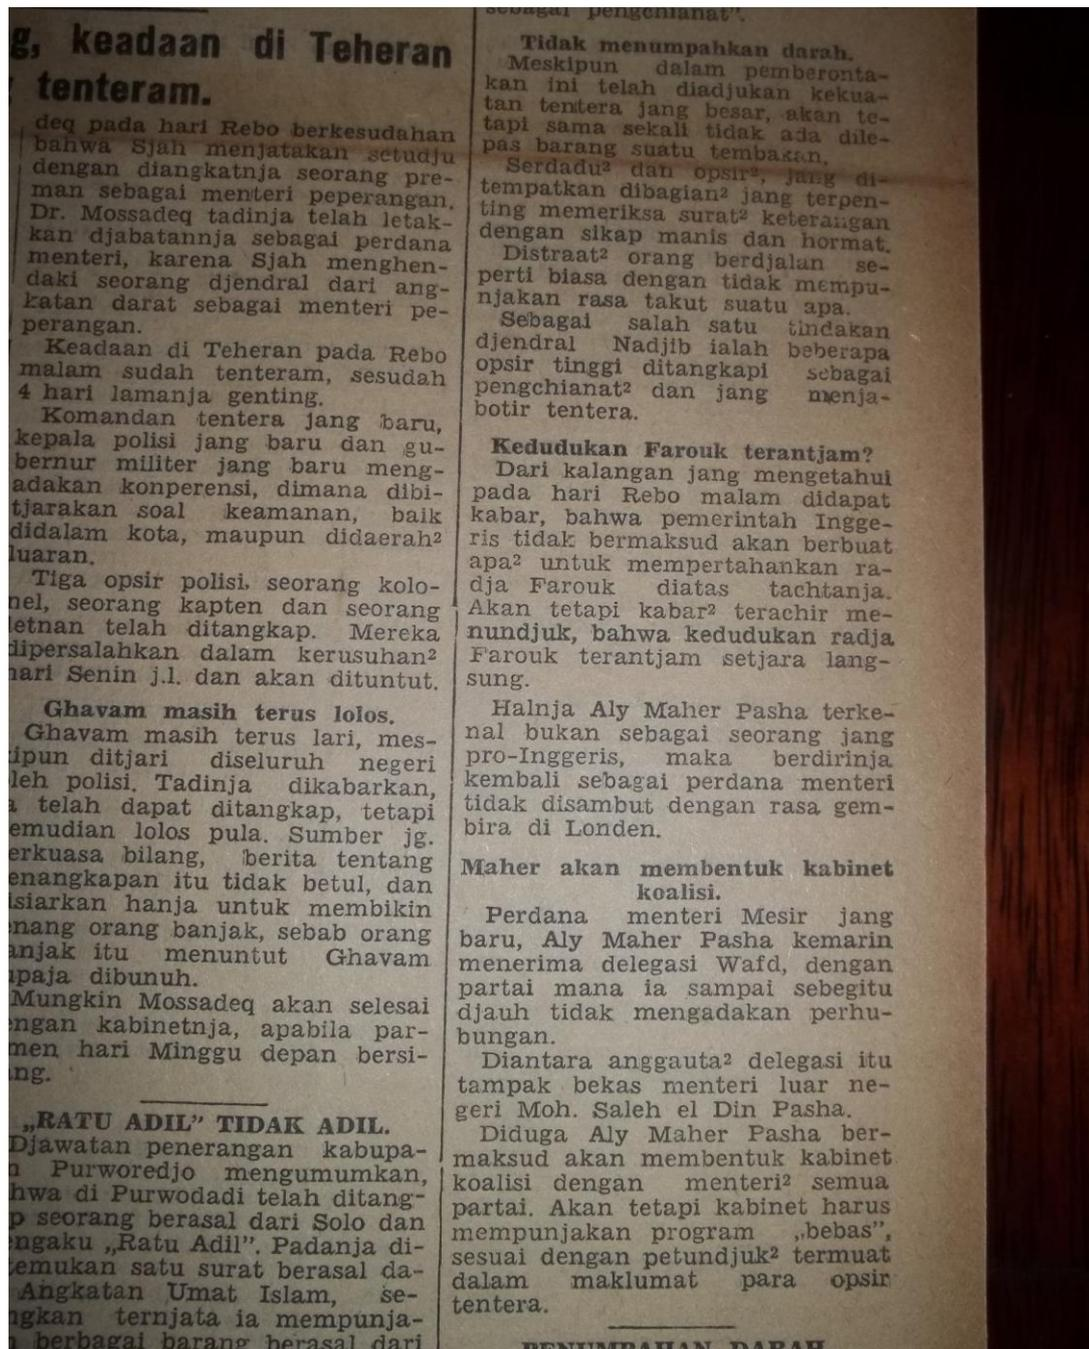 keadaan di Teheran
tenteram.
deq pada hari Rebo berkesudahan
bahwa Sjah menjatakan setudju
dengan diangkatnja seorang pre-
man sebagai menteri peperangan.
Dr. Mossadeq tadinja telah letak-
kan djabatannja sebagai perdana
menteri, karena Sjah menghen-
daki seorang djendral dari ang-
katan darat sebagai menteri pe-
perangan.
Keadaan di Teheran pada Rebo
malam sudah tenteram, sesudah
4 hari lamanja genting.
Komandan tentera jang baru,
kepala polisi jang baru dan gu-
bernur militer jang baru meng-
adakan konperensi, dimana dibi-
tjarakan soal keamanan, baik
didalam kota, maupun didaerah²
luaran.
Tiga opsir polisi, seorang kolo-
nel, seorang kapten dan seorang
letnan telah ditangkap. Mereka
dipersalahkan dalam kerusuhan²
hari Senin j.l. dan akan dituntut.
Ghavam masih terus lolos.
Ghavam masih terus lari, mes-
ipun ditjari diseluruh negeri
leh polisi. Tadinja dikabarkan,
telah dapat ditangkap, tetapi
emudian lolos pula. Sumber jg.
erkuasa bilang, berita tentang
enangkapan itu tidak betul, dan
isiarkan hanja untuk membikin
nang orang banjak, sebab orang
anjak itu menuntut Ghavam
upaja dibunuh.
Mungkin Mossadeq akan selesai
engan kabinetnja, apabila par-
men hari Minggu depan bersi-
ng.
„RATU ADIL” TIDAK ADIL.
Djawatan penerangan kabupa-
n Purworedjo mengumumkan,
hwa di Purwodadi telah ditang-
p seorang berasal dari Solo dan
engaku „Ratu Adil”. Padanja di-
temukan satu surat berasal da-
Angkatan Umat Islam, se-
ngkan ternjata ia mempunja-
berbagai barang berasal dari
sebagai pengchianat”.
Tidak menumpahkan darah.
Meskipun dalam pemberonta-
kan ini telah diadjukan kekua-
tan tentera jang besar, akan te-
tapi sama sekali tidak ada dile-
pas barang suatu tembakan.
Serdadu² dan opsir², jang di-
tempatkan dibagian² jang terpen-
ting memeriksa surat² keterangan
dengan sikap manis dan hormat.
Distraat² orang berdjalan se-
perti biasa dengan tidak mempu-
njakan rasa takut suatu apa.
Sebagai salah satu tindakan
djendral Nadjib ialah beberapa
opsir tinggi ditangkapi sebagai
pengchianat² dan jang menja-
botir tentera.
Kedudukan Farouk terantjam?
Dari kalangan jang mengetahui
pada hari Rebo malam didapat
kabar, bahwa pemerintah Ingge-
ris tidak bermaksud akan berbuat
apa² untuk mempertahankan ra-
dja Farouk diatas tachtanja.
Akan tetapi kabar² terachir me-
nundjuk, bahwa kedudukan radja
Farouk terantjam setjara lang-
sung.
Halnja Aly Maher Pasha terke-
nal bukan sebagai seorang jang
pro-Inggeris, maka berdirinja
kembali sebagai perdana menteri
tidak disambut dengan rasa gem-
bira di Londen.
Maher akan membentuk kabinet
koalisi.
Perdana menteri Mesir jang
baru, Aly Maher Pasha kemarin
menerima delegasi Wafd, dengan
partai mana ia sampai sebegitu
djauh tidak mengadakan perhu-
bungan.
Diantara anggauta² delegasi itu
tampak bekas menteri luar ne-
geri Moh. Saleh el Din Pasha.
Diduga Aly Maher Pasha ber-
maksud akan membentuk kabinet
koalisi dengan menteri² semua
partai. Akan tetapi kabinet harus
mempunjakan program „bebas”,
sesuai dengan petundjuk² termuat
dalam maklumat para opsir
tentera.
PENUMPAHAN DARAH